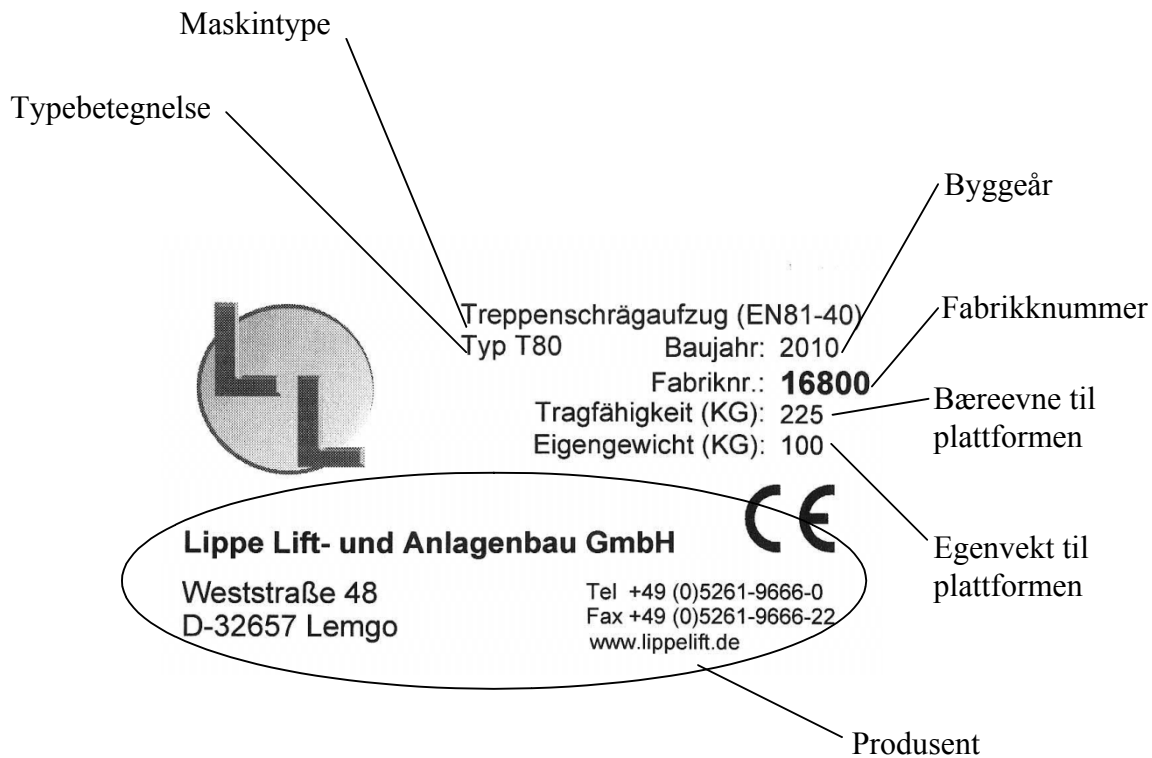 Maskintype
Typebetegnelse
Byggeår
Treppenschrägaufzug (EN81-40)
Fabrikknummer
Typ T80 Baujahr: 2010
Fabriknr.: 16800
Bæreevne til
plattformen
Tragfähigkeit (KG): 225
Eigengewicht (KG): 100
LL
CE
Egenvekt til
plattformen
Lippe Lift- und Anlagenbau GmbH
Weststraße 48
D-32657 Lemgo
Tel +49 (0)5261-9666-0
Fax +49 (0)5261-9666-22
www.lippelift.de
Produsent